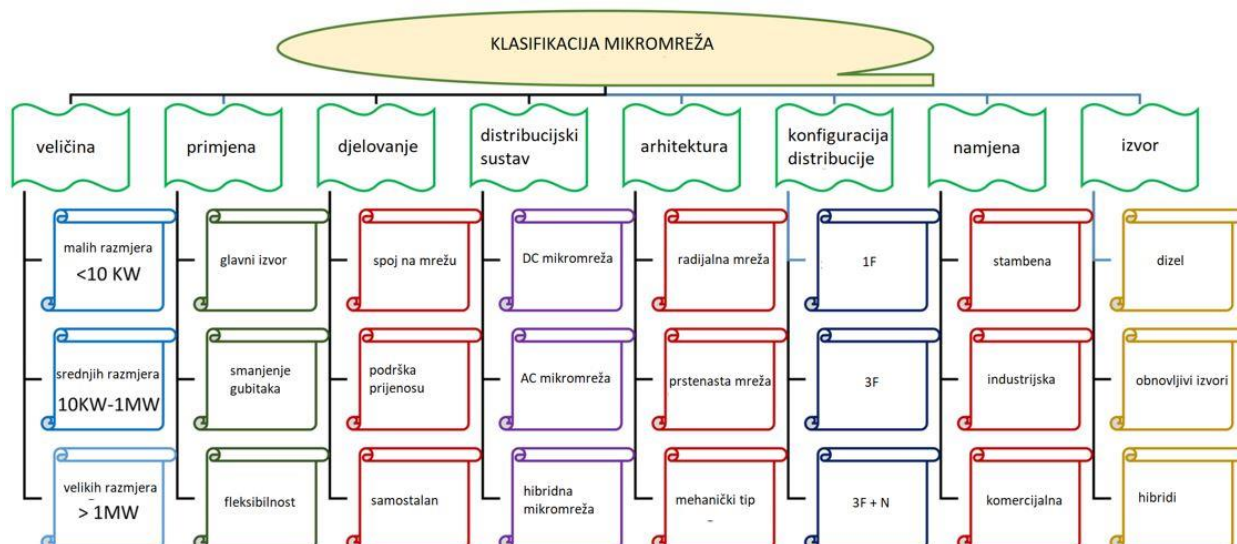 KLASIFIKACIJA MIKROMREŽA
veličina
primjena
djelovanje
distribucijski
sustav
arhitektura
konfiguracija
distribucije
namjena
izvor
malih razmjera
<10 KW
glavni izvor
spoj na mrežu
DC mikromreža
radijalna mreža
1F
stambena
dizel
srednjih razmjera
10KW-1MW
smanjenje
gubitaka
podrška
prijenosu
AC mikromreža
prstenasta mreža
3F
industrijska
obnovljivi izvori
velikih razmjera
> 1MW
fleksibilnost
samostalan
hibridna
mikromreža
mehanički tip
3F + N
komercijalna
hibridi